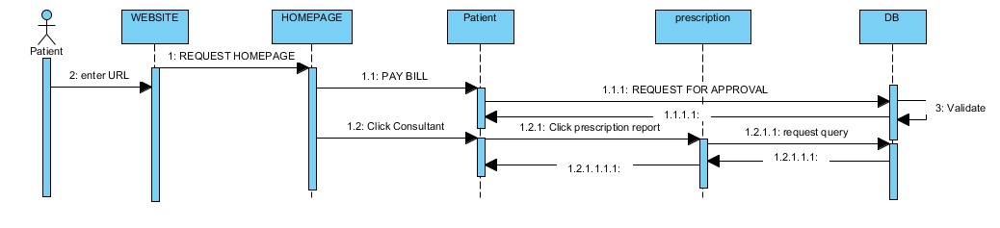 WEBSITE
HOMEPAGE
Patient
prescription
DB
Patient
1: REQUEST HOMEPAGE
2: enter URL
1.1: PAY BILL
1.1.1: REQUEST FOR APPROVAL
3: Validate
1.1.1.1:
1.2: Click Consultant
1.2.1: Click prescription report
1.2.1.1: request query
1.2.1.1.1:
1.2.1.1.1.1: